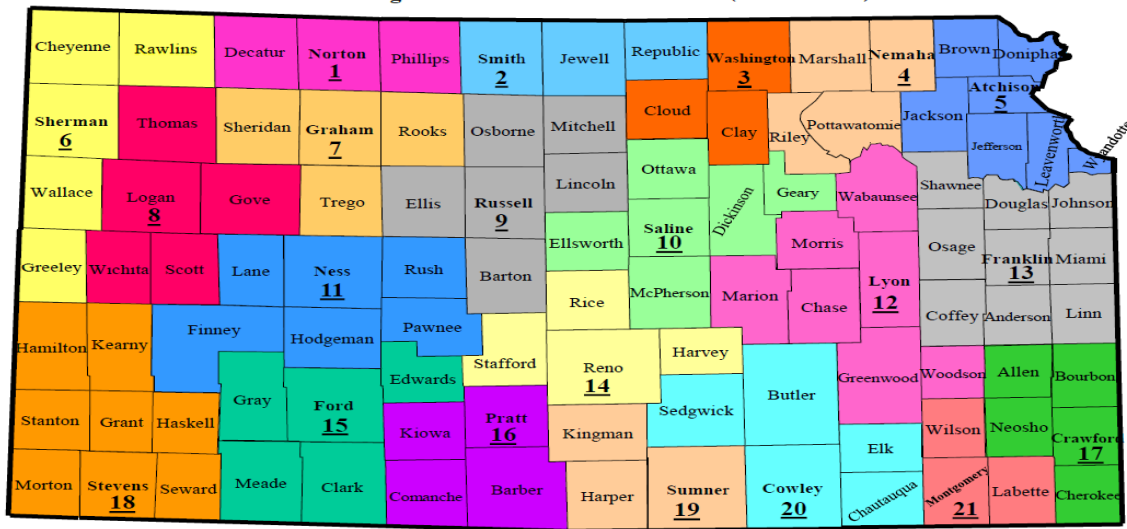 Cheyenne
Rawlins
Decatur
Norton
1
Phillips
Smith
2
Jewell
Republic
Washington
3
Marshall
Nemaha
4
Brown
Doniphan
Atchison
5
Sherman
6
Thomas
Sheridan
Graham
7
Rooks
Osborne
Mitchell
Cloud
Clay
Riley
Pottawatomie
Jackson
Jefferson
Leavenworth
Wyandotte
Wallace
Logan
8
Gove
Trego
Ellis
Russell
9
Lincoln
Ottawa
Saline
10
Dickinson
Geary
Wabaunsee
Shawnee
Douglas
Johnson
Greeley
Wichita
Scott
Lane
Ness
11
Rush
Barton
Ellsworth
Rice
McPherson
Marion
Morris
Chase
Lyon
12
Osage
Franklin
13
Miami
Coffey
Anderson
Linn
Hamilton
Kearny
Finney
Hodgeman
Pawnee
Stafford
Reno
14
Harvey
Butler
Greenwood
Woodson
Allen
Bourbon
Stanton
Grant
Haskell
Gray
Ford
15
Edwards
Kiowa
Pratt
16
Kingman
Sedgwick
Elk
Wilson
Neosho
Crawford
17
Morton
Stevens
18
Seward
Meade
Clark
Comanche
Barber
Harper
Sumner
19
Cowley
20
Chautauqua
Montgomery
21
Labette
Cherokee